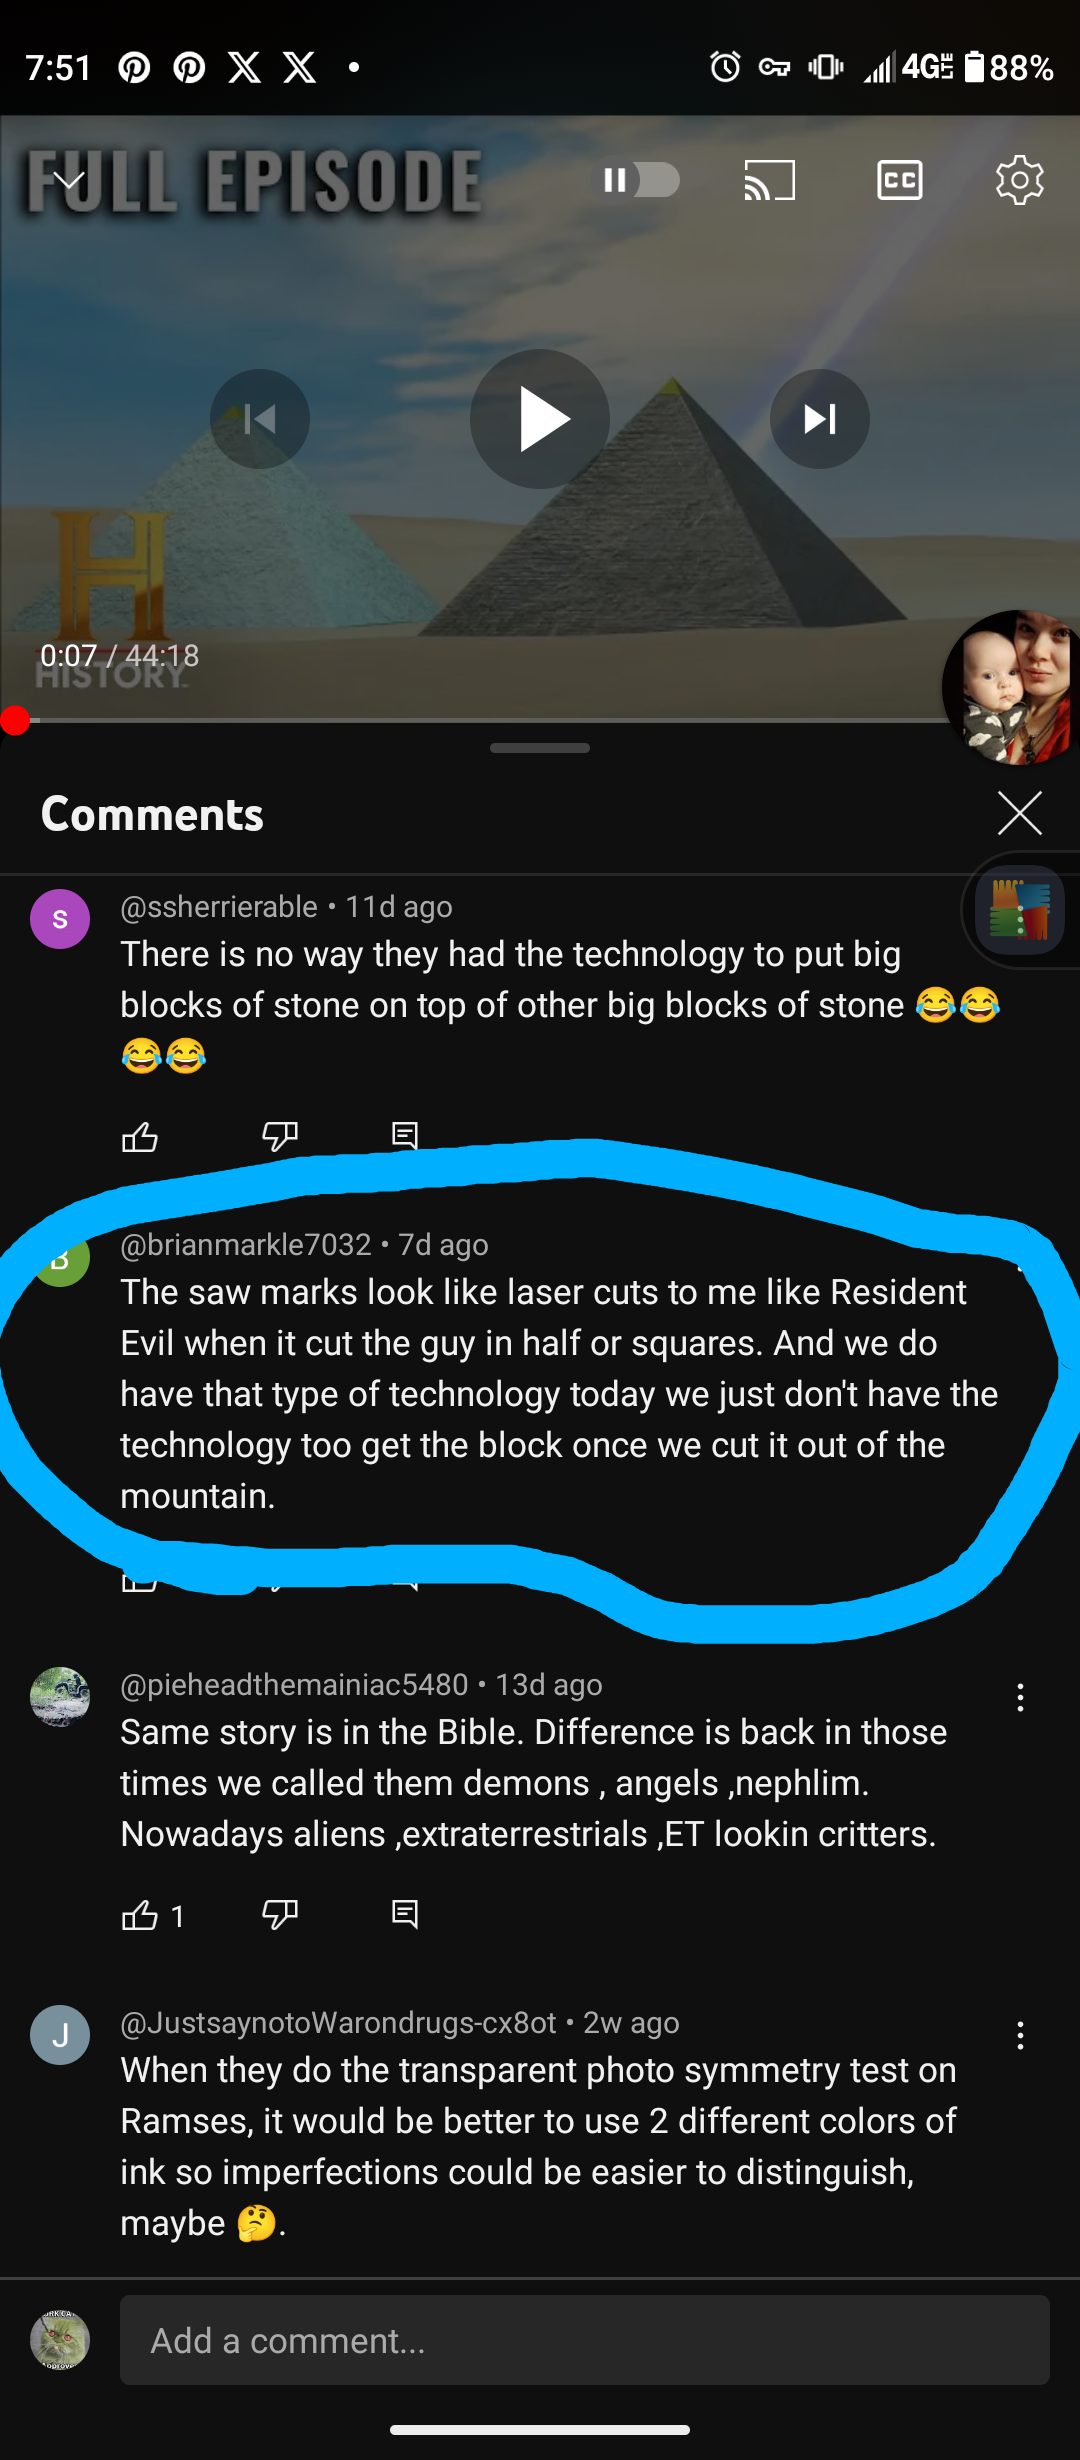 7:51
4G LTE 88%
FULL EPISODE
CC
H
0:07 / 44:18
HISTORY
Comments
S
@ssherrierable • 11d ago
There is no way they had the technology to put big
blocks of stone on top of other big blocks of stone 😂😂
😂😂
B
@brianmarkle7032 • 7d ago
The saw marks look like laser cuts to me like Resident
Evil when it cut the guy in half or squares. And we do
have that type of technology today we just don't have the
technology too get the block once we cut it out of the
mountain.
@pieheadthemainiac5480 • 13d ago
Same story is in the Bible. Difference is back in those
times we called them demons , angels ,nephlim.
Nowadays aliens ,extraterrestrials ,ET lookin critters.
1
J
@JustsaynotoWarondrugs-cx8ot • 2w ago
When they do the transparent photo symmetry test on
Ramses, it would be better to use 2 different colors of
ink so imperfections could be easier to distinguish,
maybe 🤔.
Add a comment...